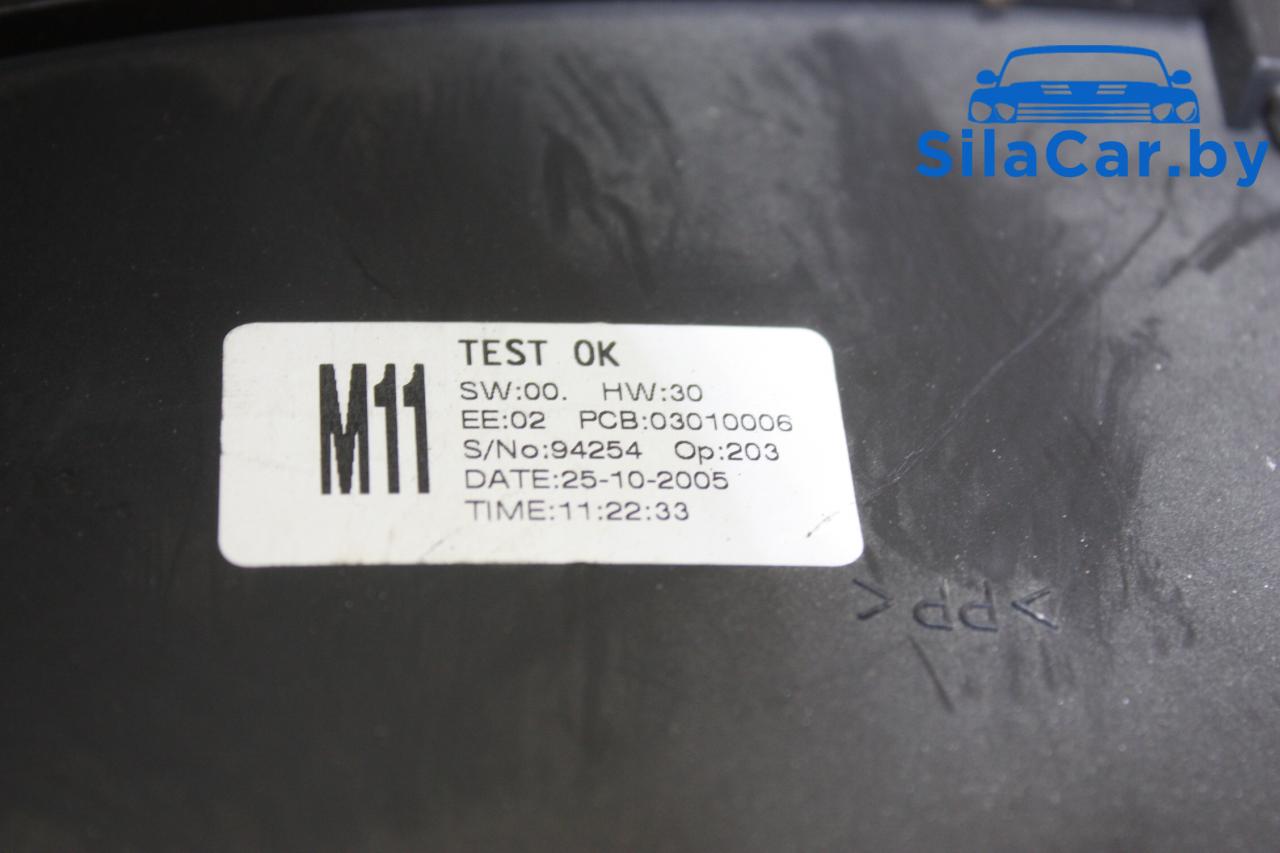 SilaCar.by
M11
TEST OK
SW:00. HW:30
EE:02 PCB:03010006
S/No:94254 Op:203
DATE:25-10-2005
TIME:11:22:33
>PP<